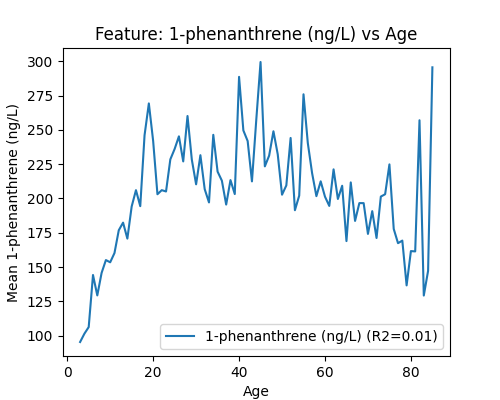 Feature: 1-phenanthrene (ng/L) vs Age
Mean 1-phenanthrene (ng/L)
300
275
250
225
200
175
150
125
100
1-phenanthrene (ng/L) (R2=0.01)
0 20 40 60 80
Age